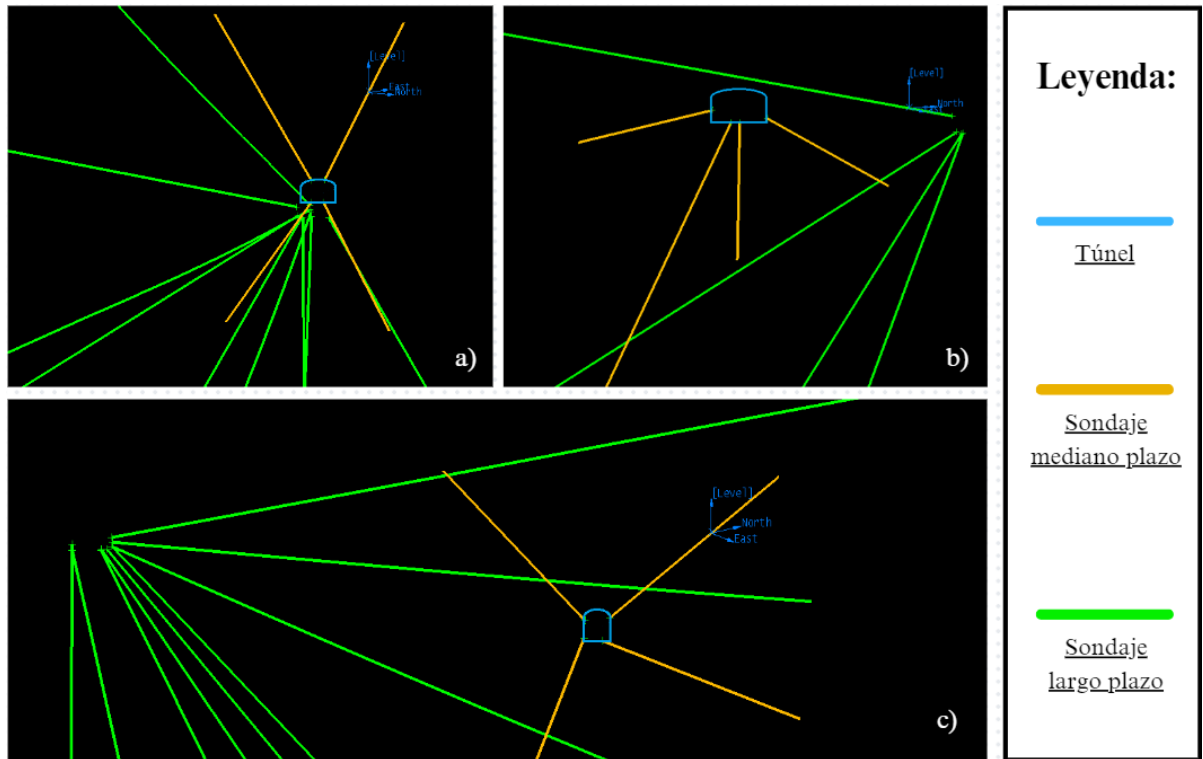 [Level]
East
North
a)
[Level]
North
b)
[Level]
North
East
c)
Leyenda:
Túnel
Sondaje
mediano plazo
Sondaje
largo plazo